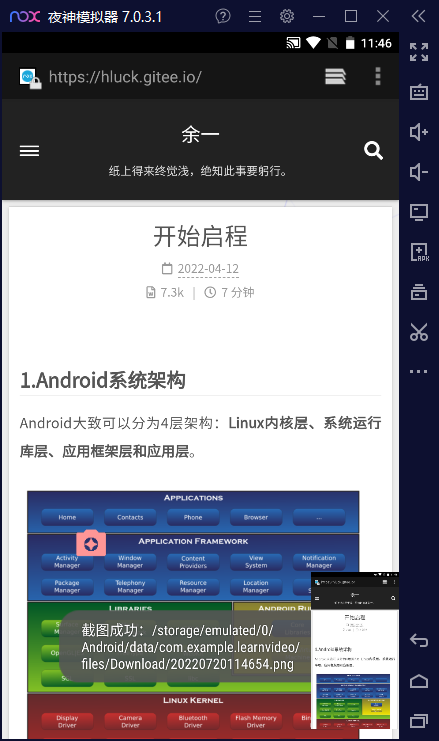 nox 夜神模拟器 7.0.3.1
11:46
https://hluck.gitee.io/
余一
纸上得来终觉浅，绝知此事要躬行。
开始启程
2022-04-12
7.3k | 7 分钟
1.Android系统架构
Android大致可以分为4层架构：Linux内核层、系统运行
库层、应用框架层和应用层。
APPLICATIONS
Home Contacts Phone Browser ...
APPLICATION FRAMEWORK
Activity Manager Window Manager Content Providers View System Notification Manager
Package Manager Telephony Manager Resource Manager Location Manager
LIBRARIES
截图成功：/storage/emulated/0/
Android/data/com.example.learnvideo/
files/Download/20220720114654.png
LINUX KERNEL
Display Driver Camera Driver Bluetooth Driver Flash Memory Driver
APK